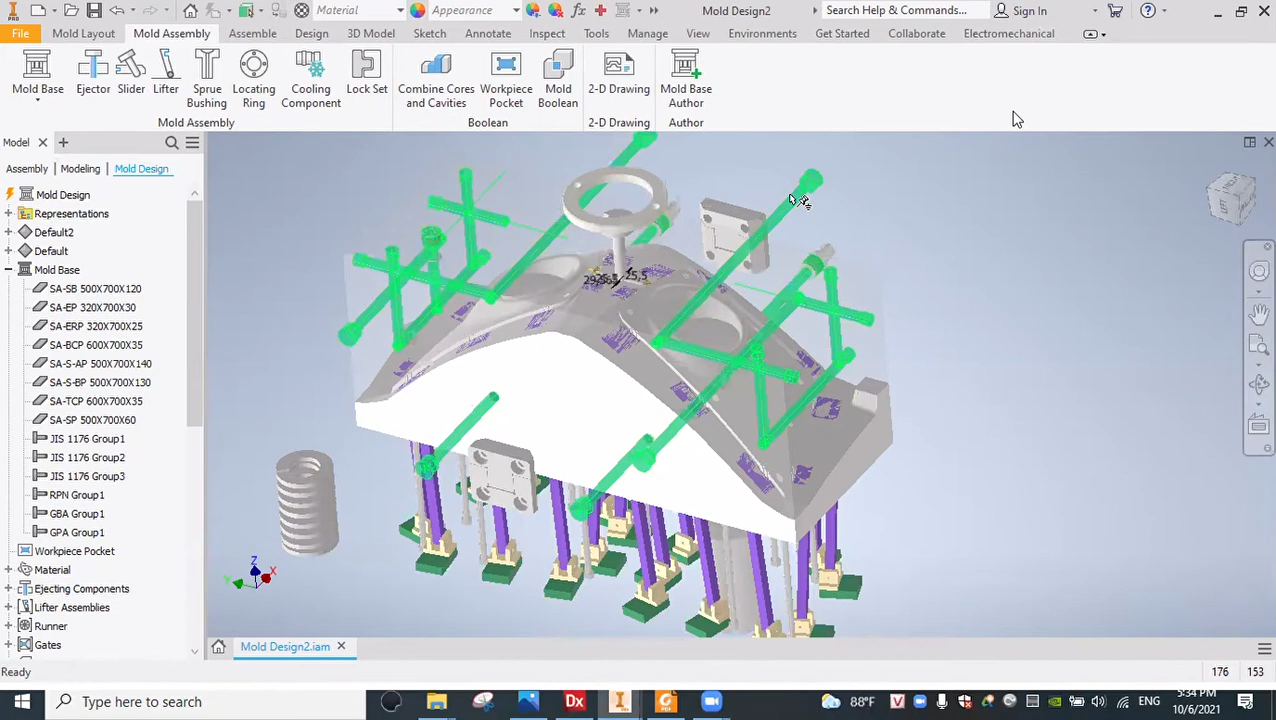 Material
Appearance
Mold Design2
Search Help & Commands...
Sign In
File
Mold Layout
Mold Assembly
Assemble
Design
3D Model
Sketch
Annotate
Inspect
Tools
Manage
View
Environments
Get Started
Collaborate
Electromechanical
Mold Base
Ejector
Slider
Lifter
Sprue Bushing
Locating Ring
Cooling Component
Lock Set
Combine Cores and Cavities
Workpiece Pocket
Mold Boolean
2-D Drawing
Mold Base Author
Mold Assembly
Boolean
2-D Drawing
Author
Model
Assembly
Modeling
Mold Design
Mold Design
Representations
Default2
Default
Mold Base
SA-SB 500X700X120
SA-EP 320X700X30
SA-ERP 320X700X25
SA-BCP 600X700X35
SA-S-AP 500X700X140
SA-S-BP 500X700X130
SA-TCP 600X700X35
SA-SP 500X700X60
JIS 1176 Group1
JIS 1176 Group2
JIS 1176 Group3
RPN Group1
GBA Group1
GPA Group1
Workpiece Pocket
Material
Ejecting Components
Lifter Assemblies
Runner
Gates
25,5
Z
Y
X
Mold Design2.iam
Ready
176
153
Type here to search
88°F
ENG
5:34 PM
10/6/2021